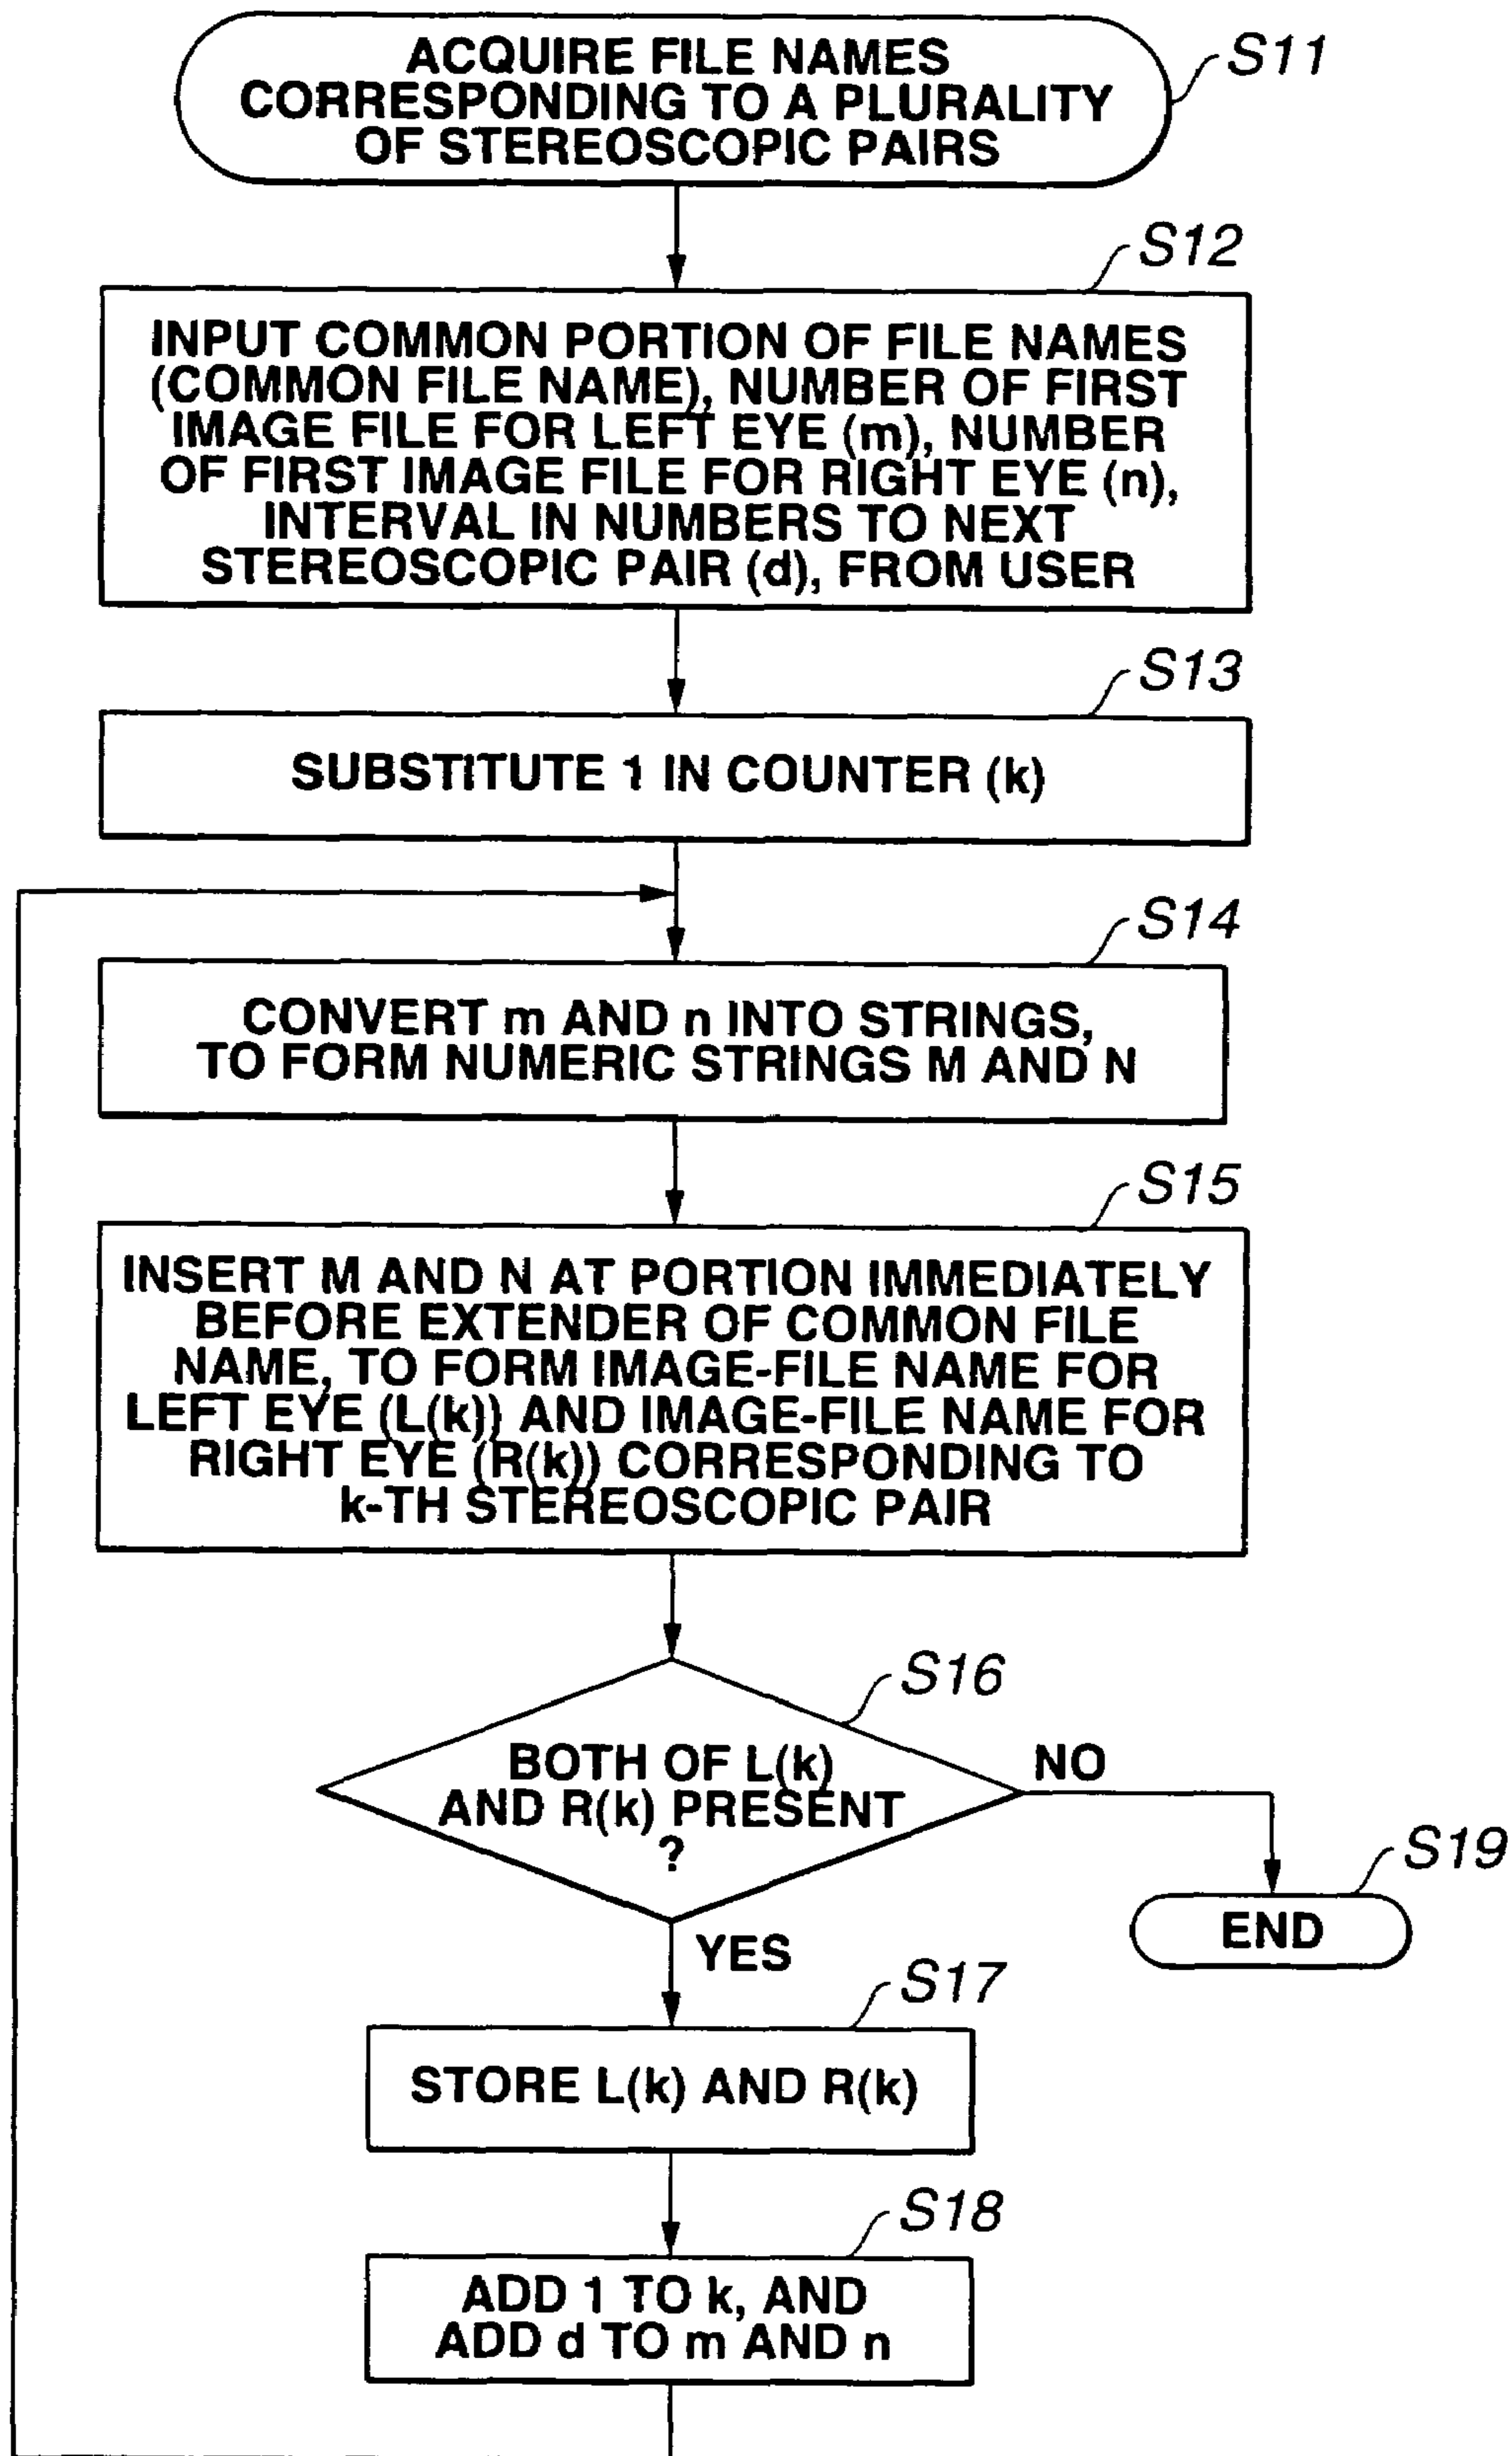 ACQUIRE FILE NAMES
CORRESPONDING TO A PLURALITY
OF STEREOSCOPIC PAIRS
S11
S12
INPUT COMMON PORTION OF FILE NAMES
(COMMON FILE NAME), NUMBER OF FIRST
IMAGE FILE FOR LEFT EYE (m), NUMBER
OF FIRST IMAGE FILE FOR RIGHT EYE (n),
INTERVAL IN NUMBERS TO NEXT
STEREOSCOPIC PAIR (d), FROM USER
S13
SUBSTITUTE 1 IN COUNTER (k)
S14
CONVERT m AND n INTO STRINGS,
TO FORM NUMERIC STRINGS M AND N
S15
INSERT M AND N AT PORTION IMMEDIATELY
BEFORE EXTENDER OF COMMON FILE
NAME, TO FORM IMAGE-FILE NAME FOR
LEFT EYE (L(k)) AND IMAGE-FILE NAME FOR
RIGHT EYE (R(k)) CORRESPONDING TO
k-TH STEREOSCOPIC PAIR
S16
BOTH OF L(k)
AND R(k) PRESENT
?
NO
S19
END
YES
S17
STORE L(k) AND R(k)
S18
ADD 1 TO k, AND
ADD d TO m AND n